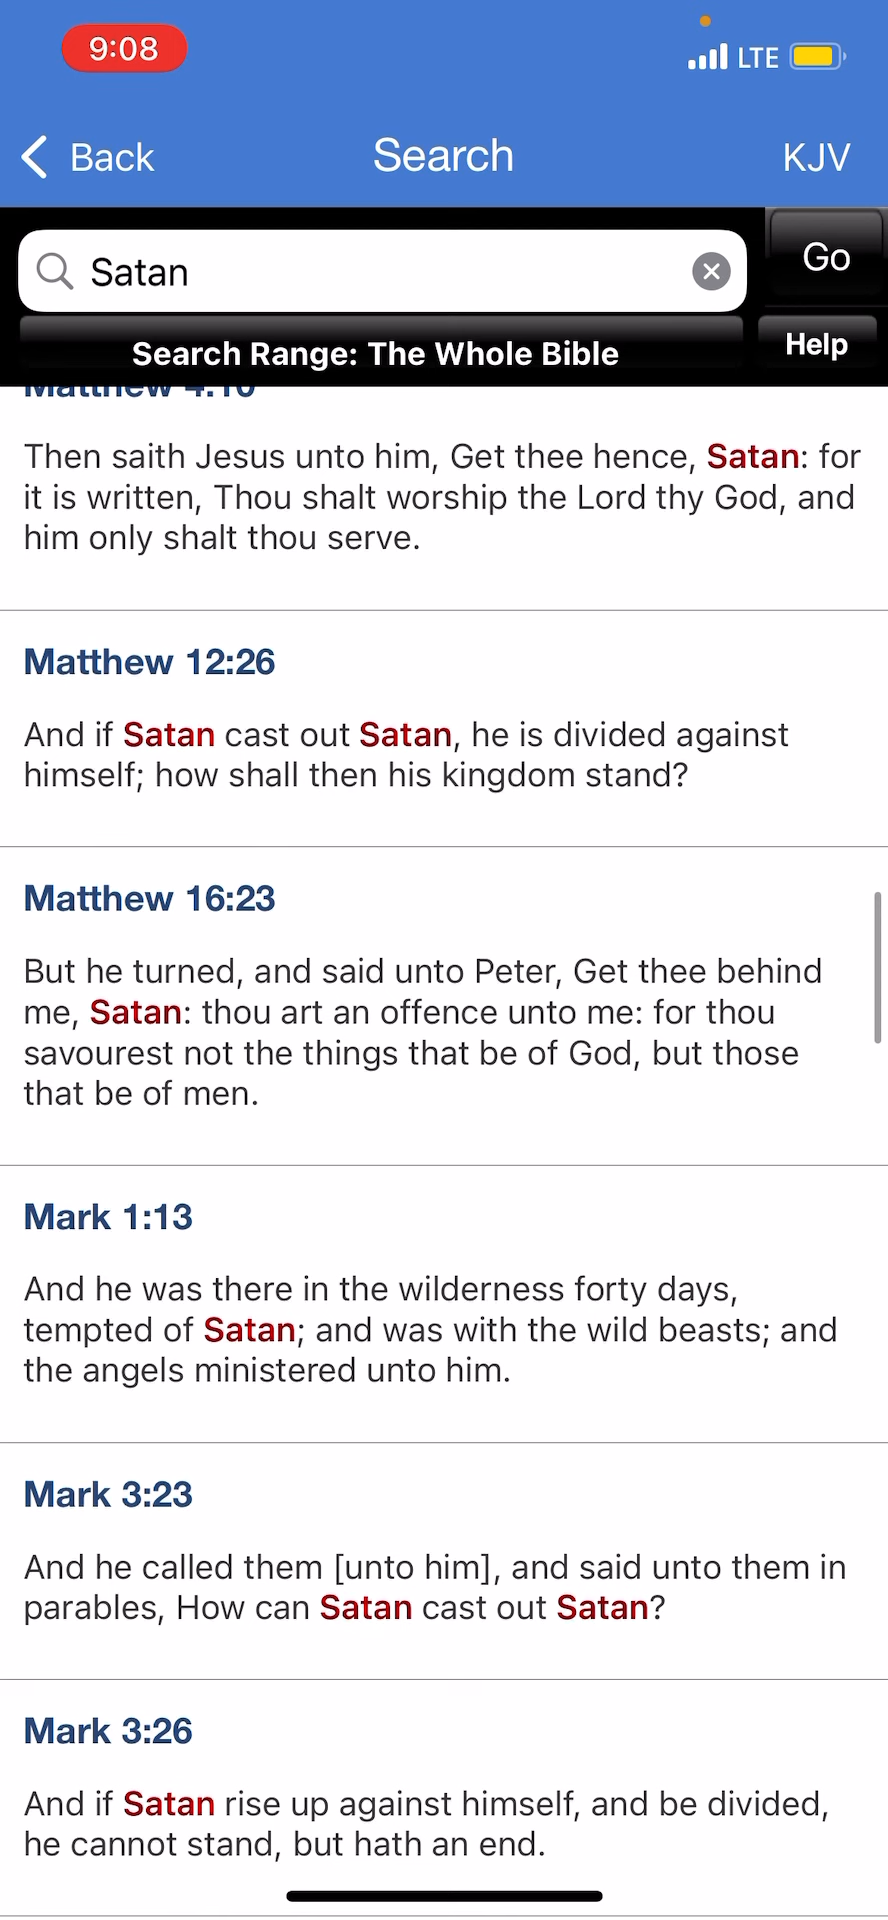 9:08
LTE
Back
Search
KJV
Satan
Go
Search Range: The Whole Bible
Help
Matthew 4:10
Then saith Jesus unto him, Get thee hence, Satan: for
it is written, Thou shalt worship the Lord thy God, and
him only shalt thou serve.
Matthew 12:26
And if Satan cast out Satan, he is divided against
himself; how shall then his kingdom stand?
Matthew 16:23
But he turned, and said unto Peter, Get thee behind
me, Satan: thou art an offence unto me: for thou
savourest not the things that be of God, but those
that be of men.
Mark 1:13
And he was there in the wilderness forty days,
tempted of Satan; and was with the wild beasts; and
the angels ministered unto him.
Mark 3:23
And he called them [unto him], and said unto them in
parables, How can Satan cast out Satan?
Mark 3:26
And if Satan rise up against himself, and be divided,
he cannot stand, but hath an end.